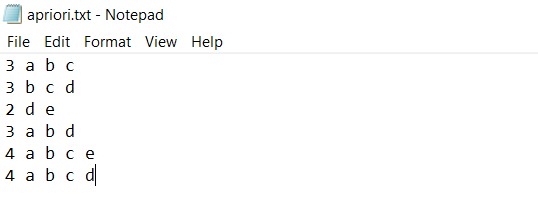 apriori.txt - Notepad
File Edit Format View Help
3 a b c
3 b c d
2 d e
3 a b d
4 a b c e
4 a b c d